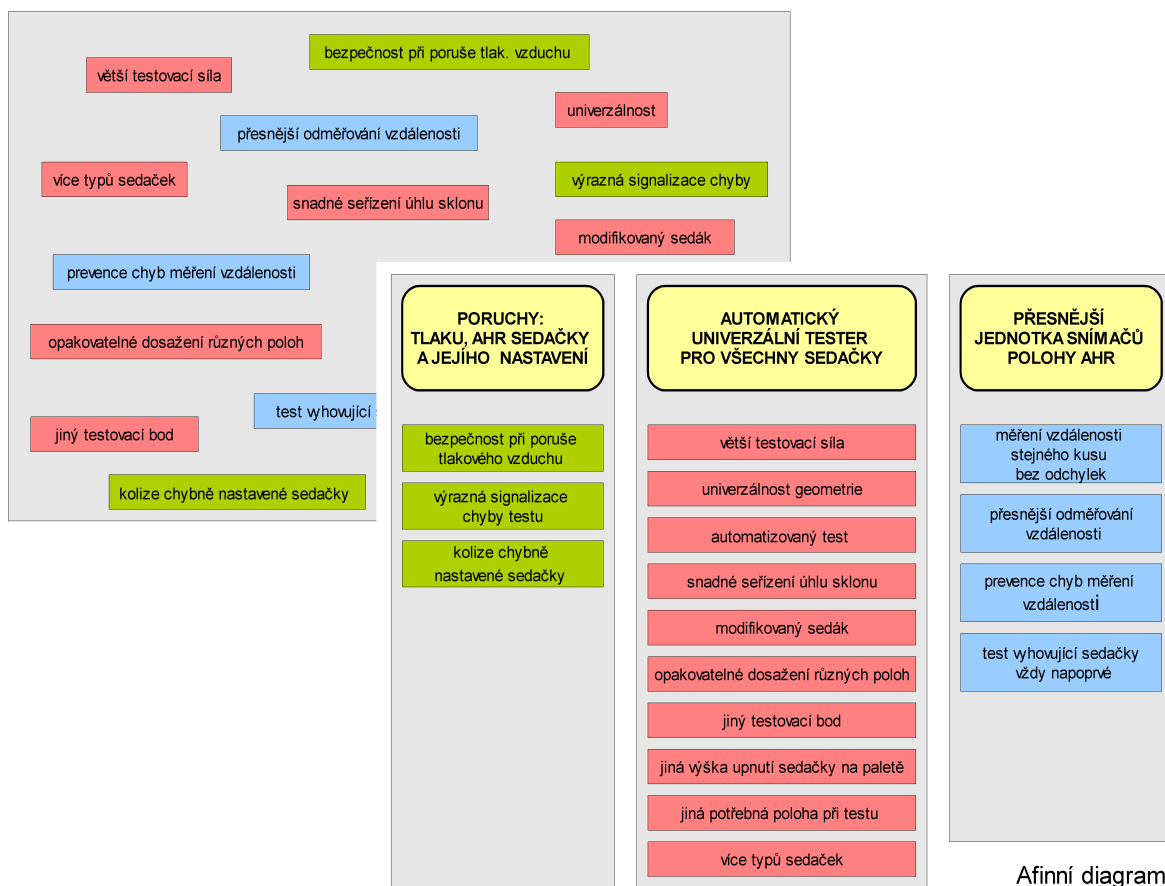 bezpečnost při poruše tlak. vzduchu
větší testovací síla
univerzálnost
přesnější odměřování vzdálenosti
více typů sedaček
výrazná signalizace chyby
snadné seřízení úhlu sklonu
modifikovaný sedák
prevence chyb měření vzdálenosti
opakovatelné dosažení různých poloh
test vyhovující
jiný testovací bod
kolize chybně nastavené sedačky
PORUCHY:
TLAKU, AHR SEDAČKY
A JEJÍHO NASTAVENÍ
bezpečnost při poruše
tlakového vzduchu
výrazná signalizace
chyby testu
kolize chybně
nastavené sedačky
AUTOMATICKÝ
UNIVERZÁLNÍ TESTER
PRO VŠECHNY SEDAČKY
větší testovací síla
univerzálnost geometrie
automatizovaný test
snadné seřízení úhlu sklonu
modifikovaný sedák
opakovatelné dosažení různých poloh
jiný testovací bod
jiná výška upnutí sedačky na paletě
jiná potřebná poloha při testu
více typů sedaček
PŘESNĚJŠÍ
JEDNOTKA SNÍMAČŮ
POLOHY AHR
měření vzdálenosti
stejného kusu
bez odchylek
přesnější odměřování
vzdálenosti
prevence chyb měření
vzdálenosti
test vyhovující sedačky
vždy napoprvé
Afinní diagram